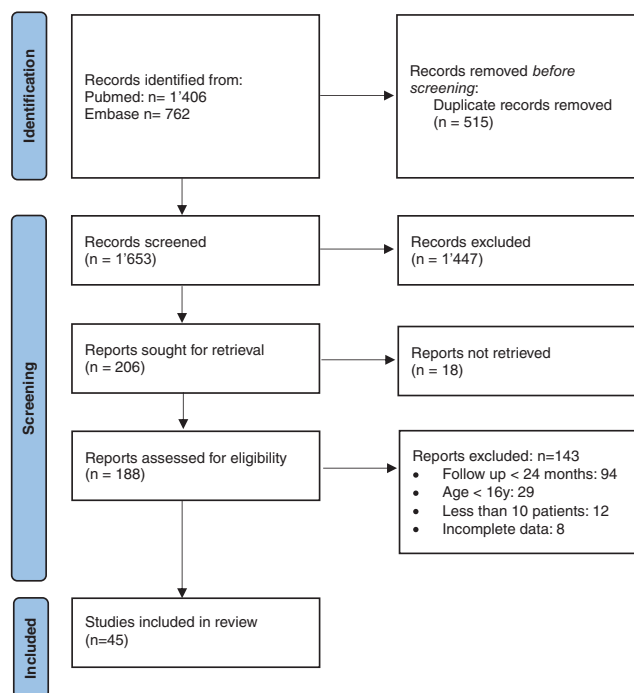 Identification
Records identified from:
Pubmed: n= 1'406
Embase n= 762
Records removed before
screening:
Duplicate records removed
(n = 515)
Screening
Records screened
(n = 1'653)
Records excluded
(n = 1'447)
Reports sought for retrieval
(n = 206)
Reports not retrieved
(n = 18)
Reports assessed for eligibility
(n = 188)
Reports excluded: n=143
• Follow up < 24 months: 94
• Age < 16y: 29
• Less than 10 patients: 12
• Incomplete data: 8
Included
Studies included in review
(n=45)